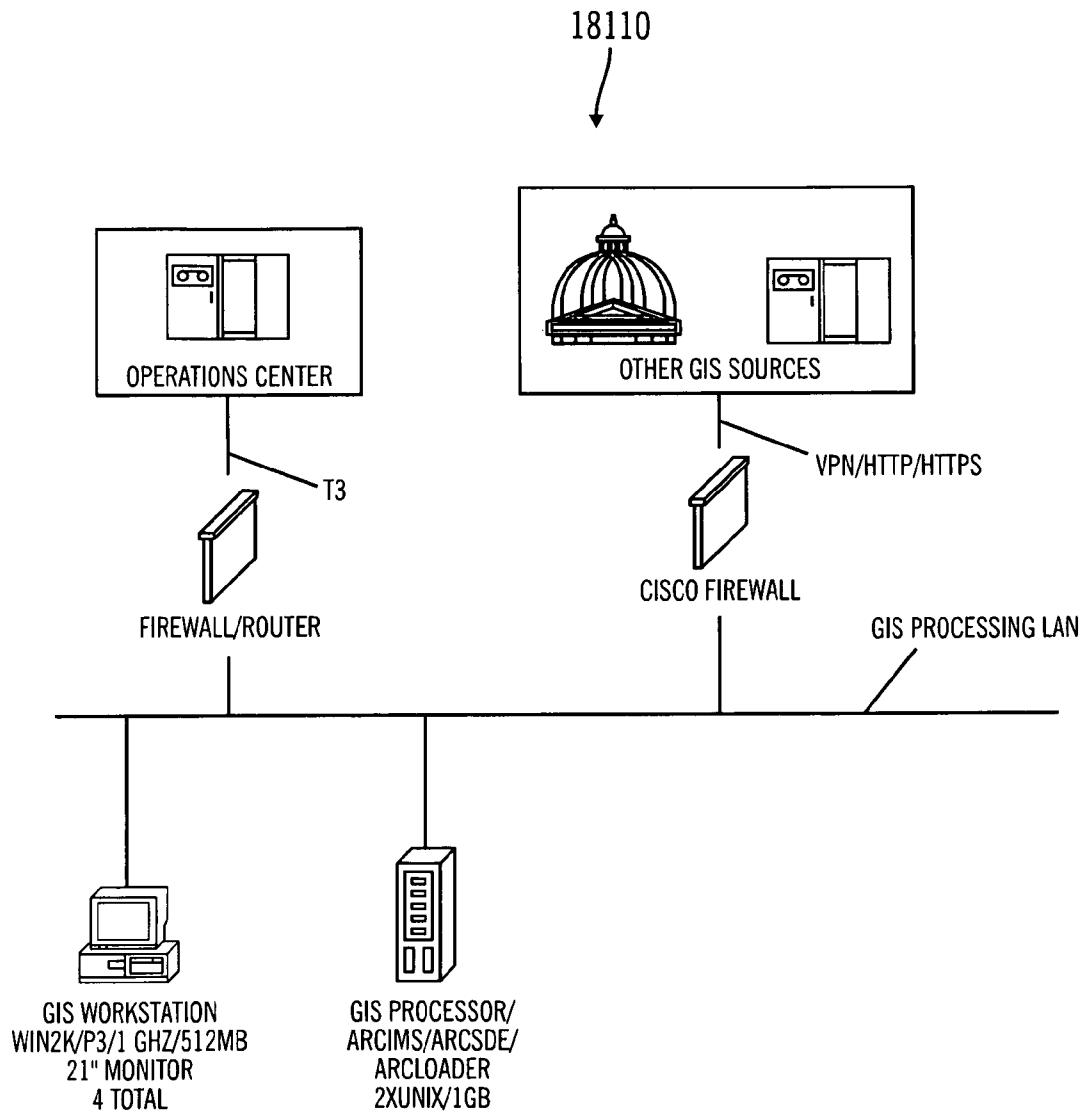 18110
OPERATIONS CENTER
OTHER GIS SOURCES
T3
VPN/HTTP/HTTPS
FIREWALL/ROUTER
CISCO FIREWALL
GIS PROCESSING LAN
GIS WORKSTATION
WIN2K/P3/1 GHZ/512MB
21" MONITOR
4 TOTAL
GIS PROCESSOR/
ARCIMS/ARCSDE/
ARCLOADER
2XUNIX/1GB